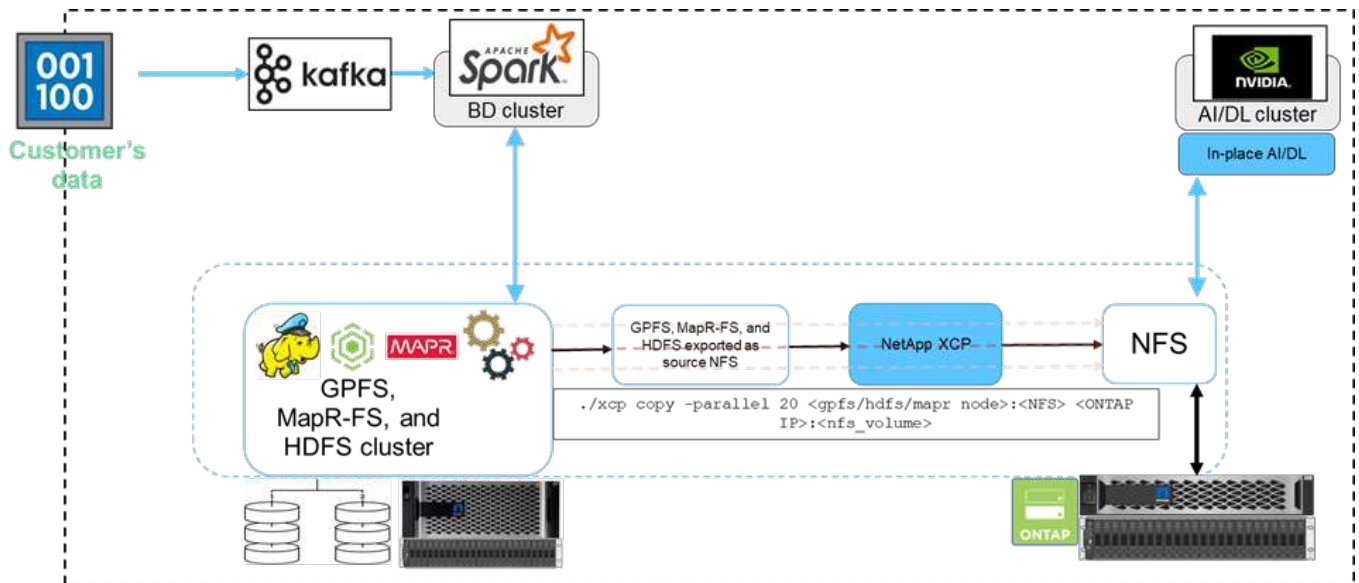 001
100
Customer's
data
kafka
APACHE
Spark
TM
BD cluster
NVIDIA.
AI/DL cluster
In-place AI/DL
MAPR
GPFS,
MapR-FS, and
HDFS cluster
GPFS, MapR-FS, and
HDFS exported as
source NFS
NetApp XCP
NFS
./xcp copy -parallel 20 <gpfs/hdfs/mapr node>:<NFS> <ONTAP
IP>:<nfs_volume>
ONTAP